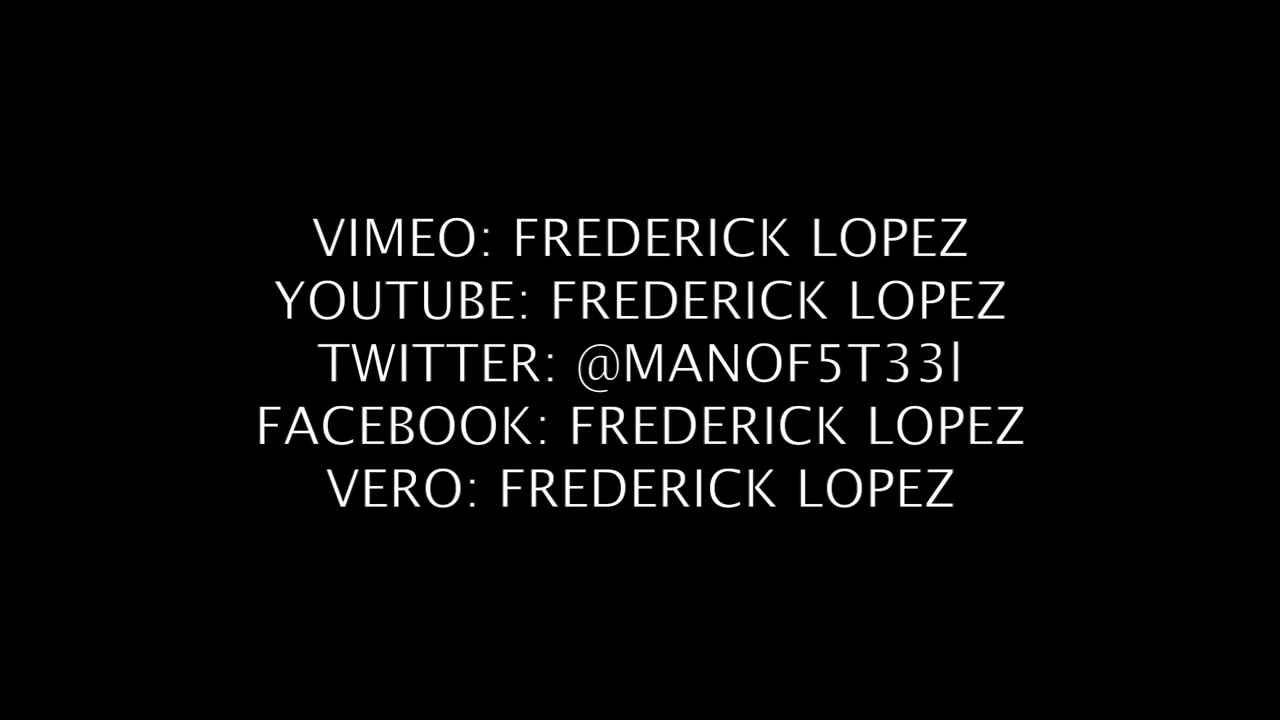 VIMEO: FREDERICK LOPEZ
YOUTUBE: FREDERICK LOPEZ
TWITTER: @MANOF5T33l
FACEBOOK: FREDERICK LOPEZ
VERO: FREDERICK LOPEZ